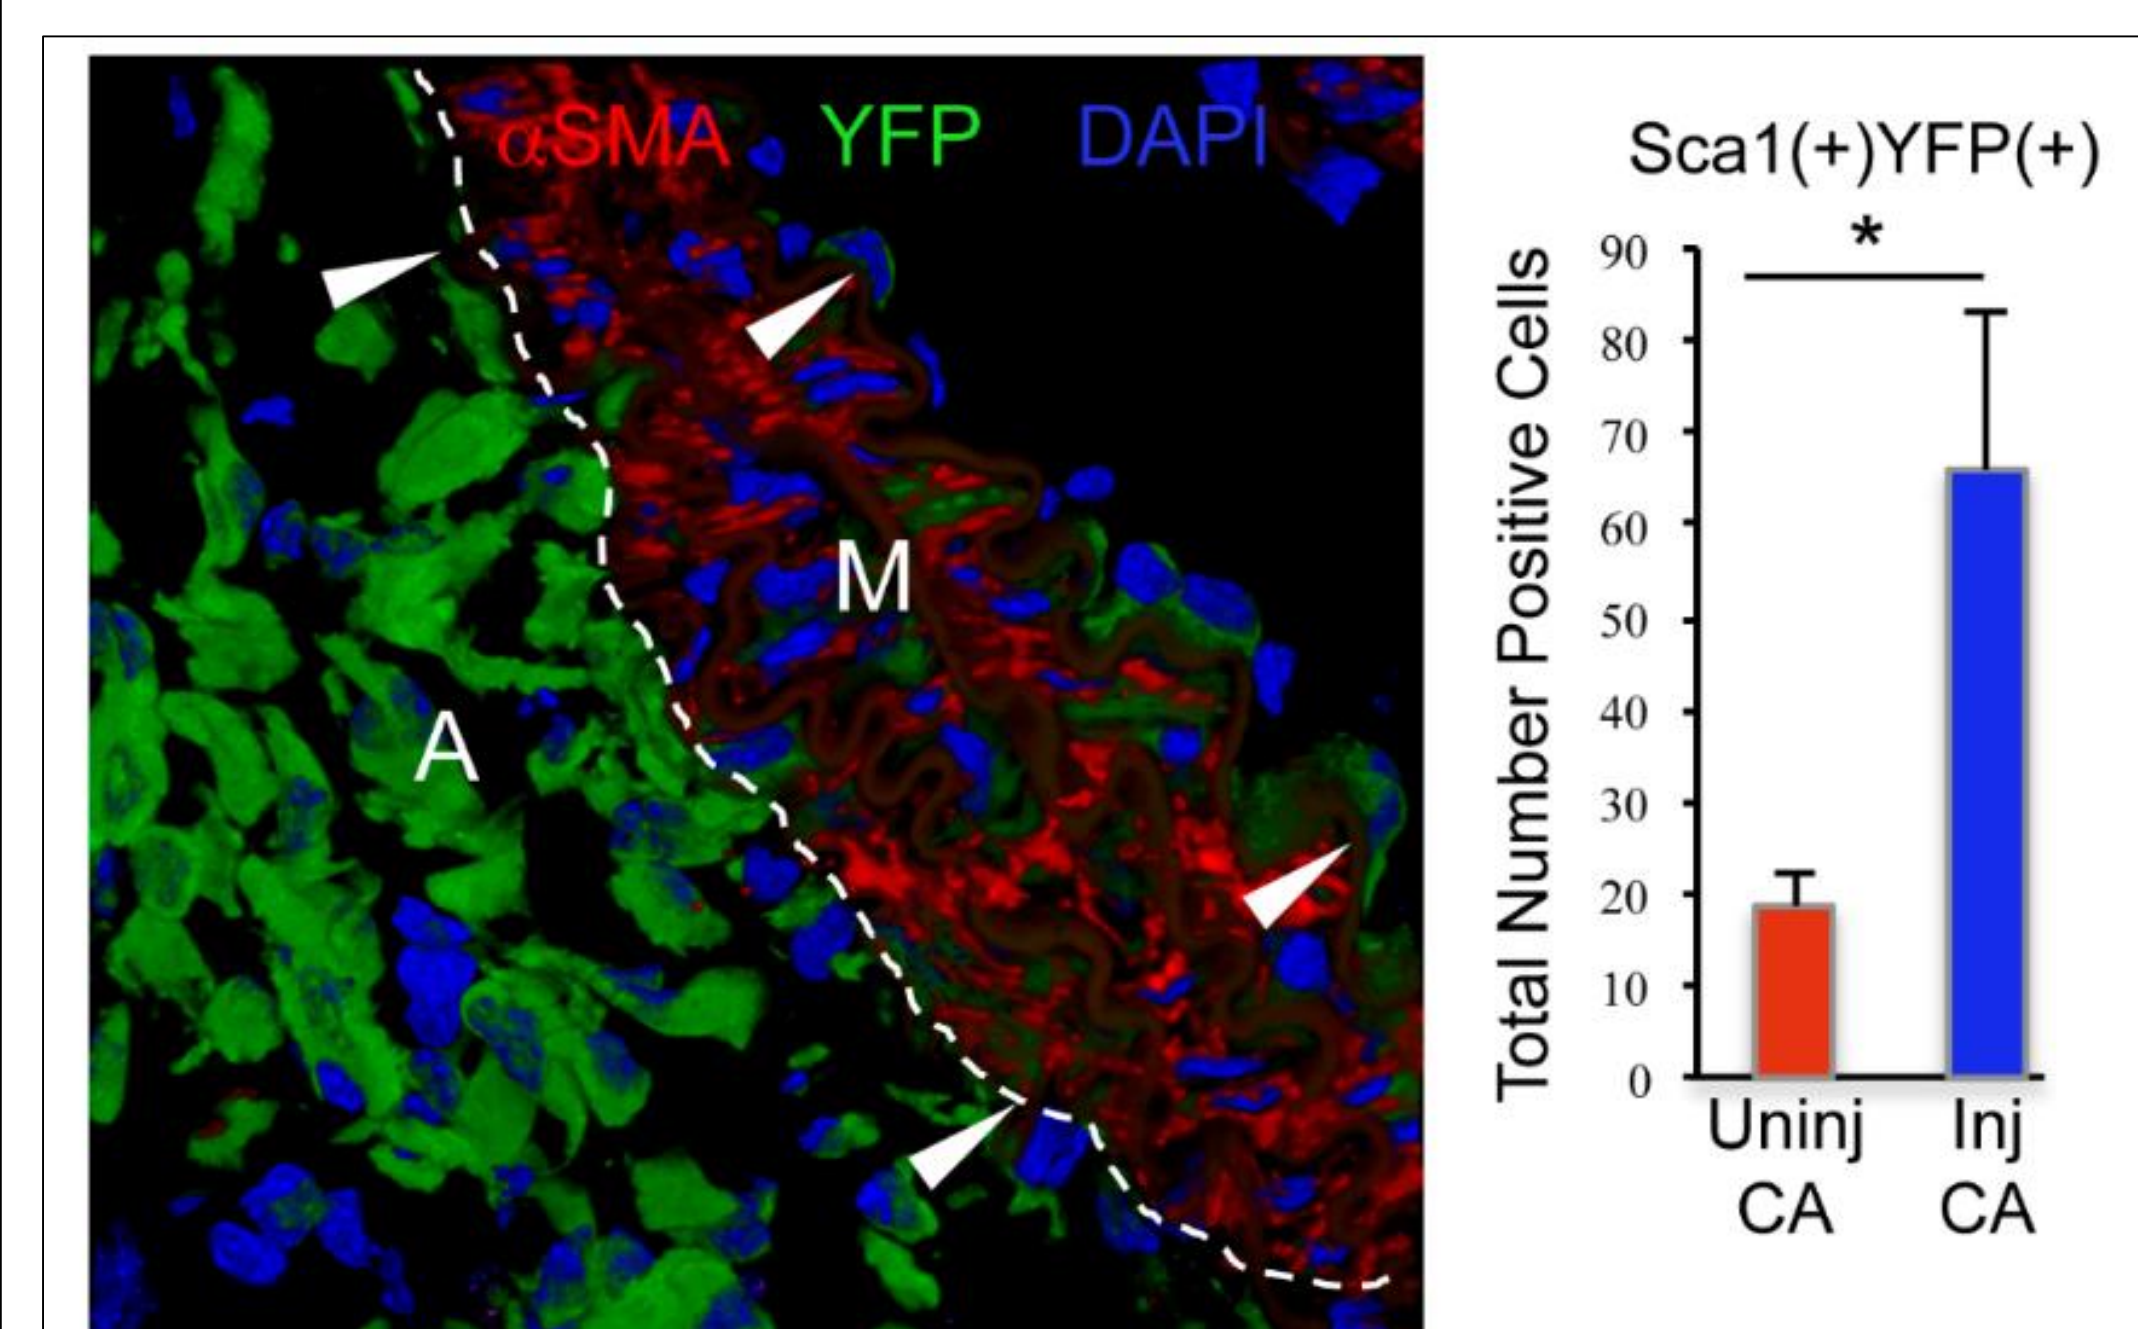 αSMA YFP DAPI
M
A
Sca1(+)YFP(+)
*
Total Number Positive Cells
90
80
70
60
50
40
30
20
10
0
Uninj CA
Inj CA